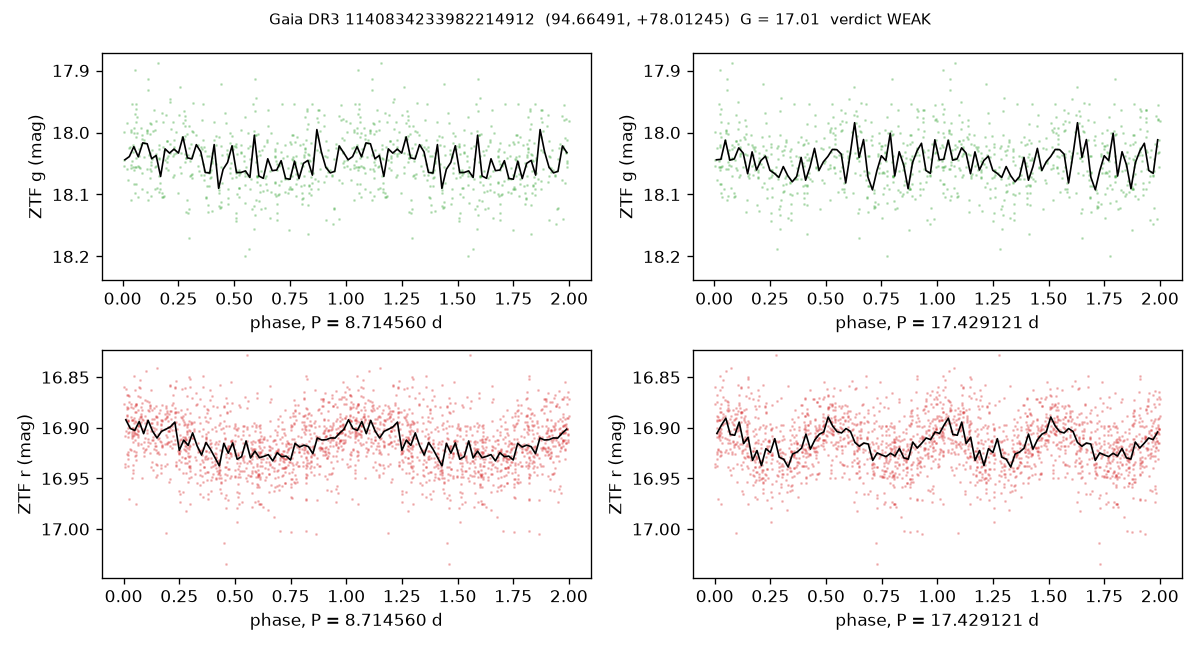 Gaia DR3 1140834233982214912  (94.66491, +78.01245)  G = 17.01  verdict WEAK
ZTF g (mag)
17.9
18.0
18.1
18.2
0.00 0.25 0.50 0.75 1.00 1.25 1.50 1.75 2.00
phase, P = 8.714560 d
ZTF g (mag)
17.9
18.0
18.1
18.2
0.00 0.25 0.50 0.75 1.00 1.25 1.50 1.75 2.00
phase, P = 17.429121 d
ZTF r (mag)
16.85
16.90
16.95
17.00
0.00 0.25 0.50 0.75 1.00 1.25 1.50 1.75 2.00
phase, P = 8.714560 d
ZTF r (mag)
16.85
16.90
16.95
17.00
0.00 0.25 0.50 0.75 1.00 1.25 1.50 1.75 2.00
phase, P = 17.429121 d